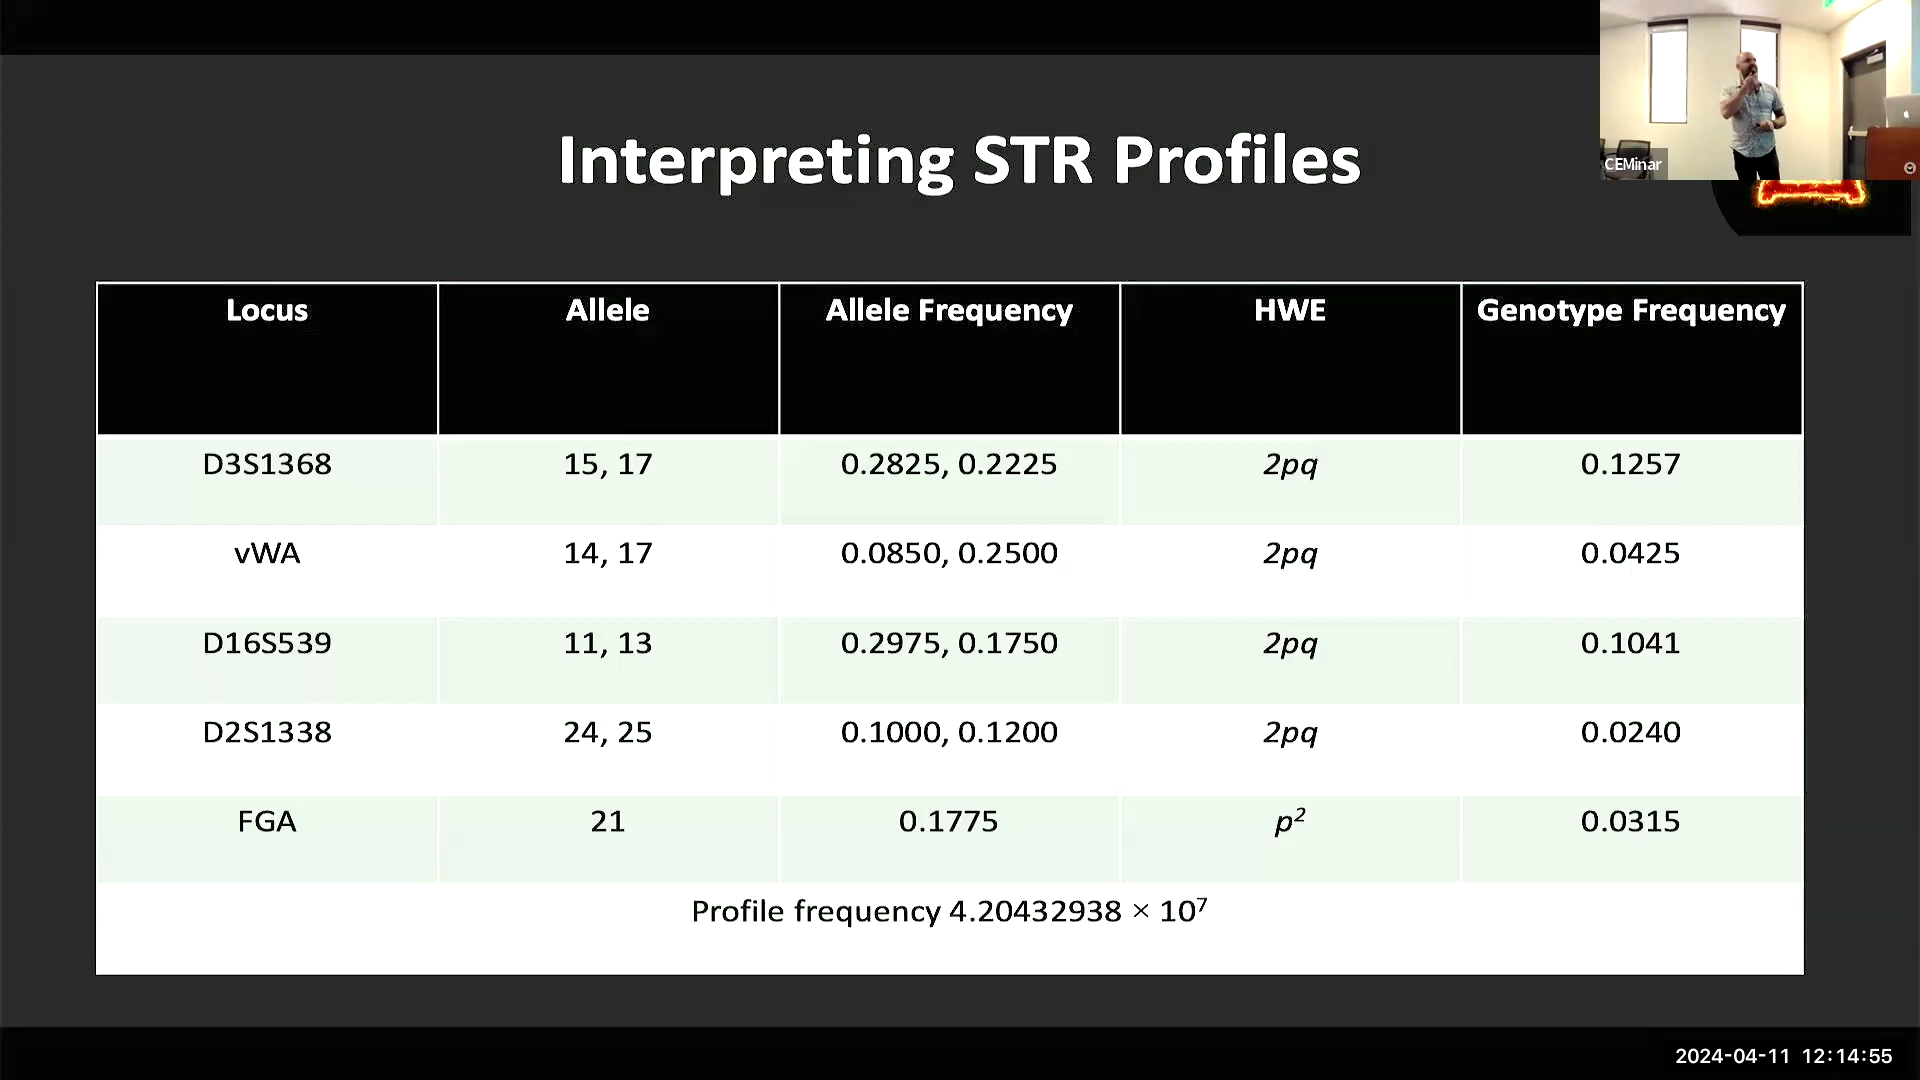 CEMinar
Interpreting STR Profiles
Locus Allele Allele Frequency HWE Genotype Frequency
D3S1368 15, 17 0.2825, 0.2225 2pq 0.1257
vWA 14, 17 0.0850, 0.2500 2pq 0.0425
D16S539 11, 13 0.2975, 0.1750 2pq 0.1041
D2S1338 24, 25 0.1000, 0.1200 2pq 0.0240
FGA 21 0.1775 p² 0.0315
Profile frequency 4.20432938 × 10⁷
2024-04-11 12:14:55